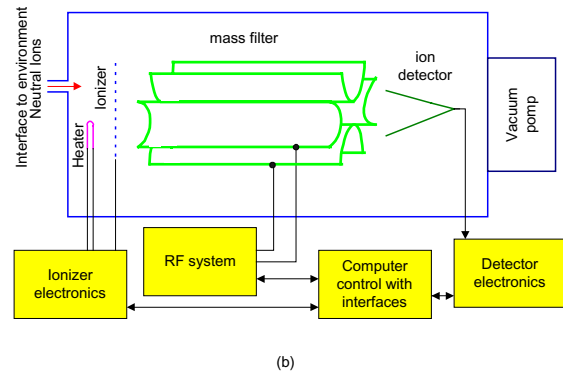 mass filter
ion
detector
Interface to environment
Neutral Ions
Ionizer
Heater
Vacuum
pomp
Ionizer
electronics
RF system
Computer
control with
interfaces
Detector
electronics
(b)